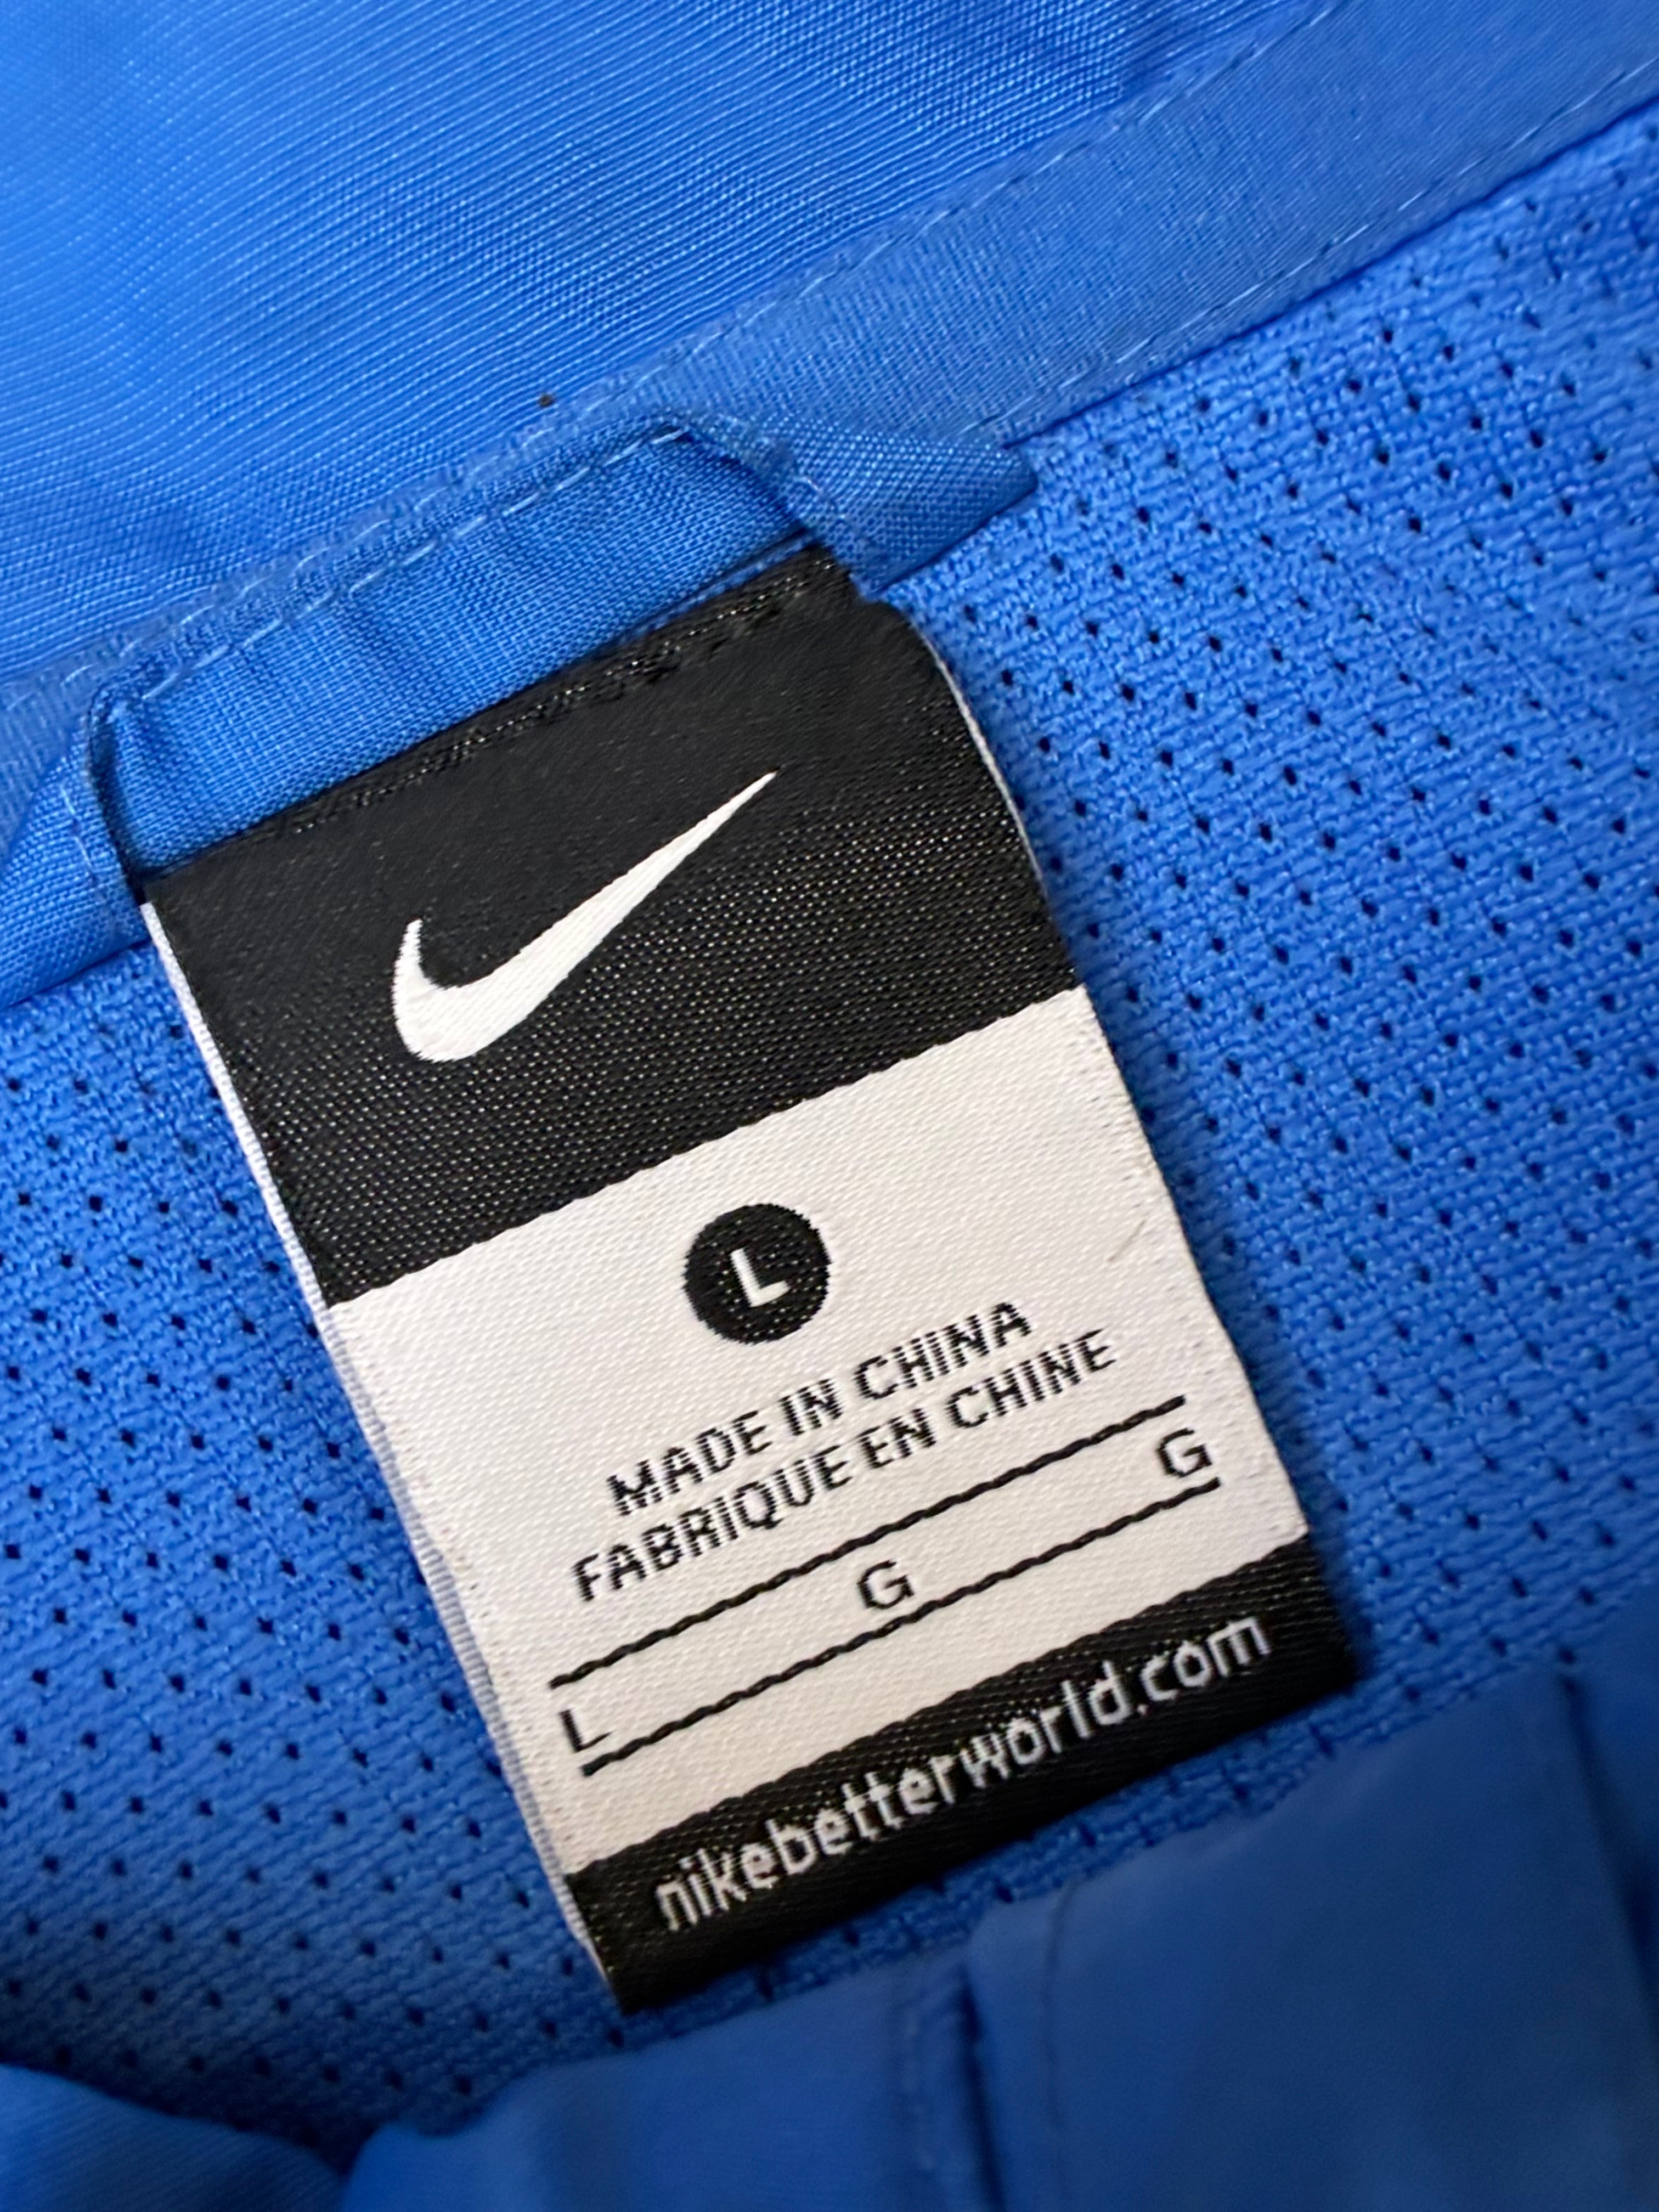 L
MADE IN CHINA
FABRIQUE EN CHINE
L G G
nikebetterworld.com